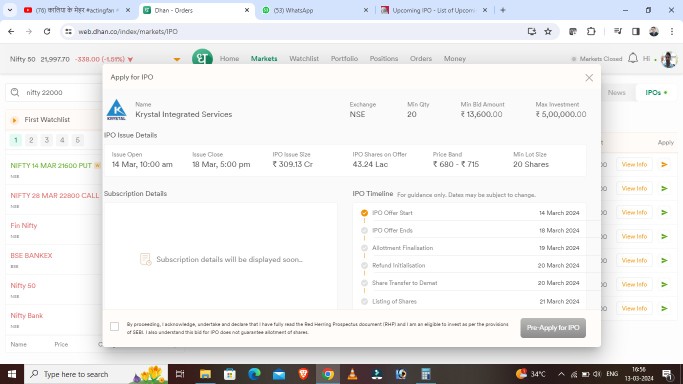 (76) कालिया के मेहर #actingfan
Dhan - Orders
(53) WhatsApp
Upcoming IPO - List of Upcom
web.dhan.co/index/markets/IPO
Nifty 50 21,997.70 -338.00 (-1.51%)
Home Markets Watchlist Portfolio Positions Orders Money
Markets Closed Hi
nifty 22000
News IPOs
First Watchlist
1 2 3 4 5
Apply
NIFTY 14 MAR 21600 PUT
NSE
NIFTY 28 MAR 22800 CALL
NSE
Fin Nifty
NSE
BSE BANKEX
BSE
Nifty 50
NSE
Nifty Bank
NSE
Name Price
View Info
View Info
View Info
View Info
View Info
View Info
View Info
Apply for IPO
KRYSTAL
Name Exchange Min Qty Min Bid Amount Max Investment
Krystal Integrated Services NSE 20 ₹ 13,600.00 ₹ 5,00,000.00
IPO Issue Details
Issue Open Issue Close IPO Issue Size IPO Shares on Offer Price Band Min Lot Size
14 Mar, 10:00 am 18 Mar, 5:00 pm ₹ 309.13 Cr 43.24 Lac ₹ 680 - ₹ 715 20 Shares
Subscription Details
Subscription details will be displayed soon...
IPO Timeline For guidance only. Dates may be subject to change.
IPO Offer Start 14 March 2024
IPO Offer Ends 18 March 2024
Allottment Finalisation 19 March 2024
Refund Initialisation 20 March 2024
Share Transfer to Demat 20 March 2024
Listing of Shares 21 March 2024
By proceeding, I acknowledge, undertake and declare that I have fully read the Red Herring Prospectus document (RHP) and I am an eligible to invest as per the provisions
of SEBI. I also understand this bid for IPO does not guarantee allotment of shares.
Pre-Apply for IPO
Type here to search
34°C
ENG
16:56
13-03-2024